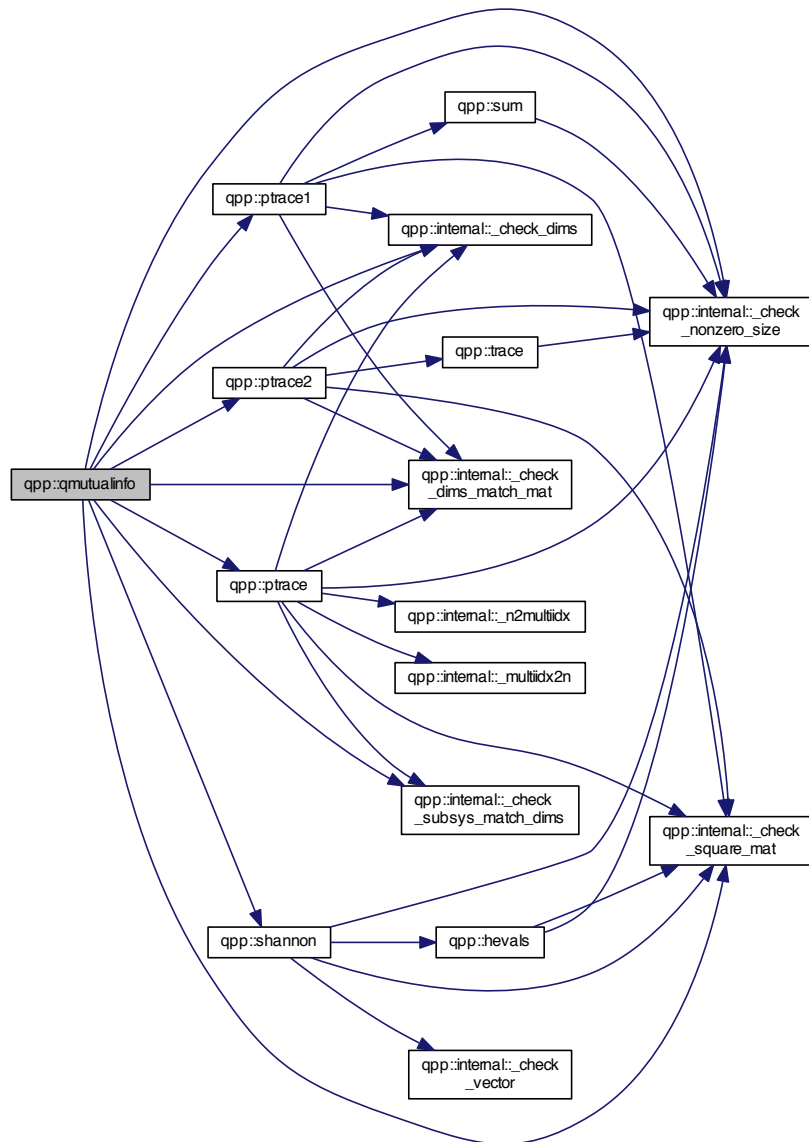 qpp::sum
qpp::ptrace1
qpp::internal::_check_dims
qpp::internal::_check
_nonzero_size
qpp::trace
qpp::ptrace2
qpp::internal::_check
_dims_match_mat
qpp::qmutualinfo
qpp::ptrace
qpp::internal::_n2multiidx
qpp::internal::_multiidx2n
qpp::internal::_check
_subsys_match_dims
qpp::internal::_check
_square_mat
qpp::shannon
qpp::hevals
qpp::internal::_check
_vector